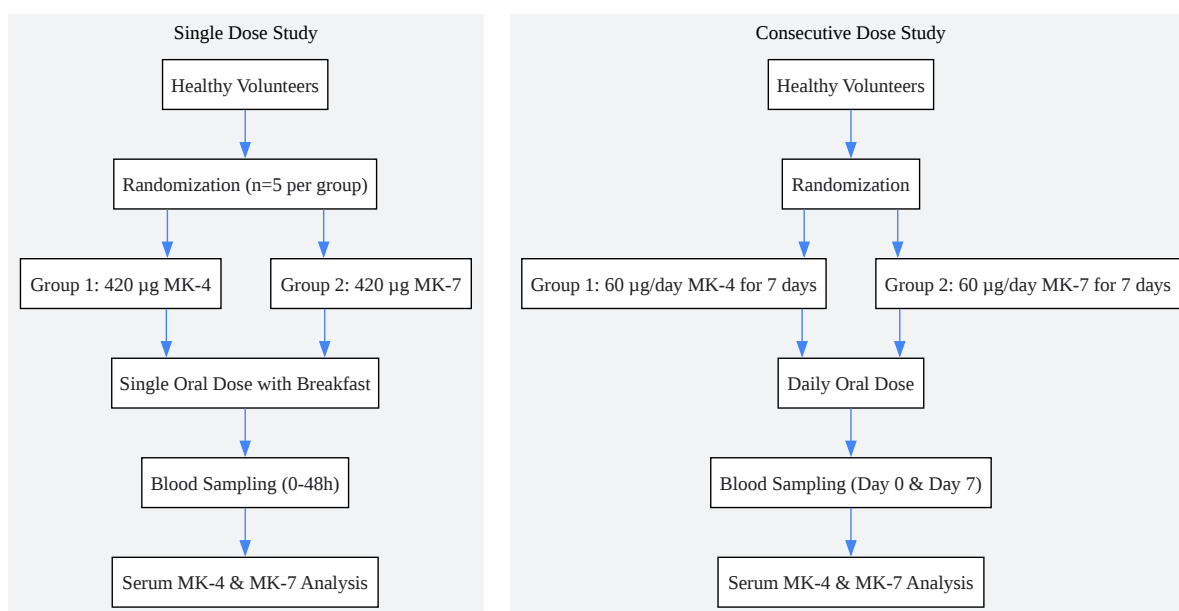 Single Dose Study
Healthy Volunteers
Randomization (n=5 per group)
Group 1: 420 µg MK-4
Group 2: 420 µg MK-7
Single Oral Dose with Breakfast
Blood Sampling (0-48h)
Serum MK-4 & MK-7 Analysis
Consecutive Dose Study
Healthy Volunteers
Randomization
Group 1: 60 µg/day MK-4 for 7 days
Group 2: 60 µg/day MK-7 for 7 days
Daily Oral Dose
Blood Sampling (Day 0 & Day 7)
Serum MK-4 & MK-7 Analysis